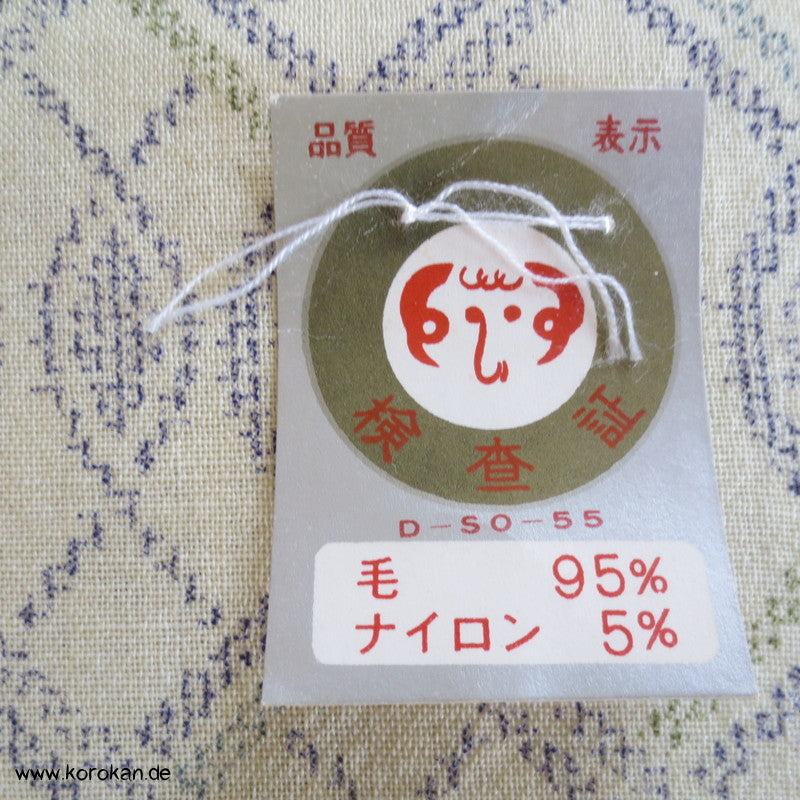 品質 表示
検査証
D-SO-55
毛 95%
ナイロン 5%
www.korokan.de